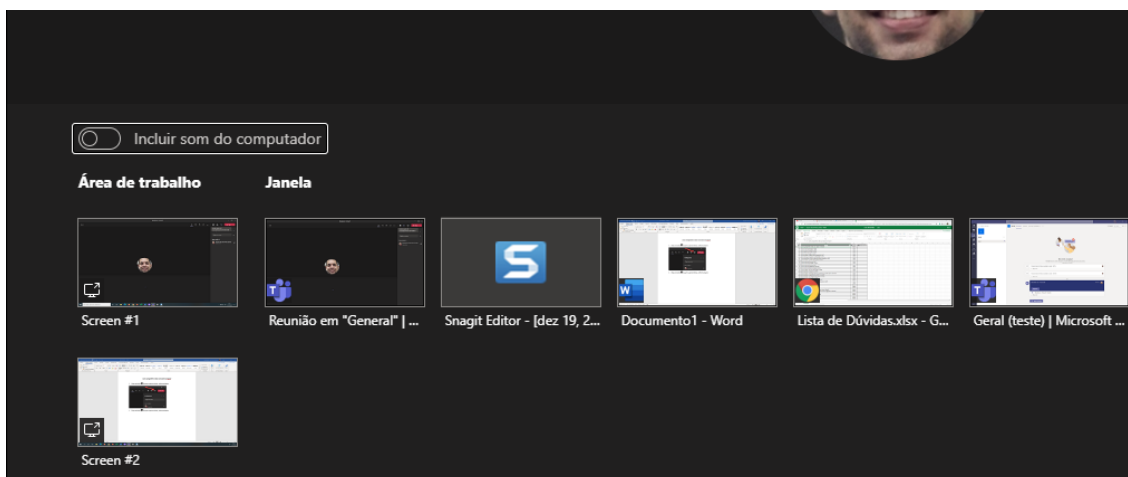 Incluir som do computador
Área de trabalho
Janela
Screen #1
Reunião em "General" | ...
Snagit Editor - [dez 19, 2...
Documento1 - Word
Lista de Dúvidas.xlsx - G...
Geral (teste) | Microsoft ...
Screen #2